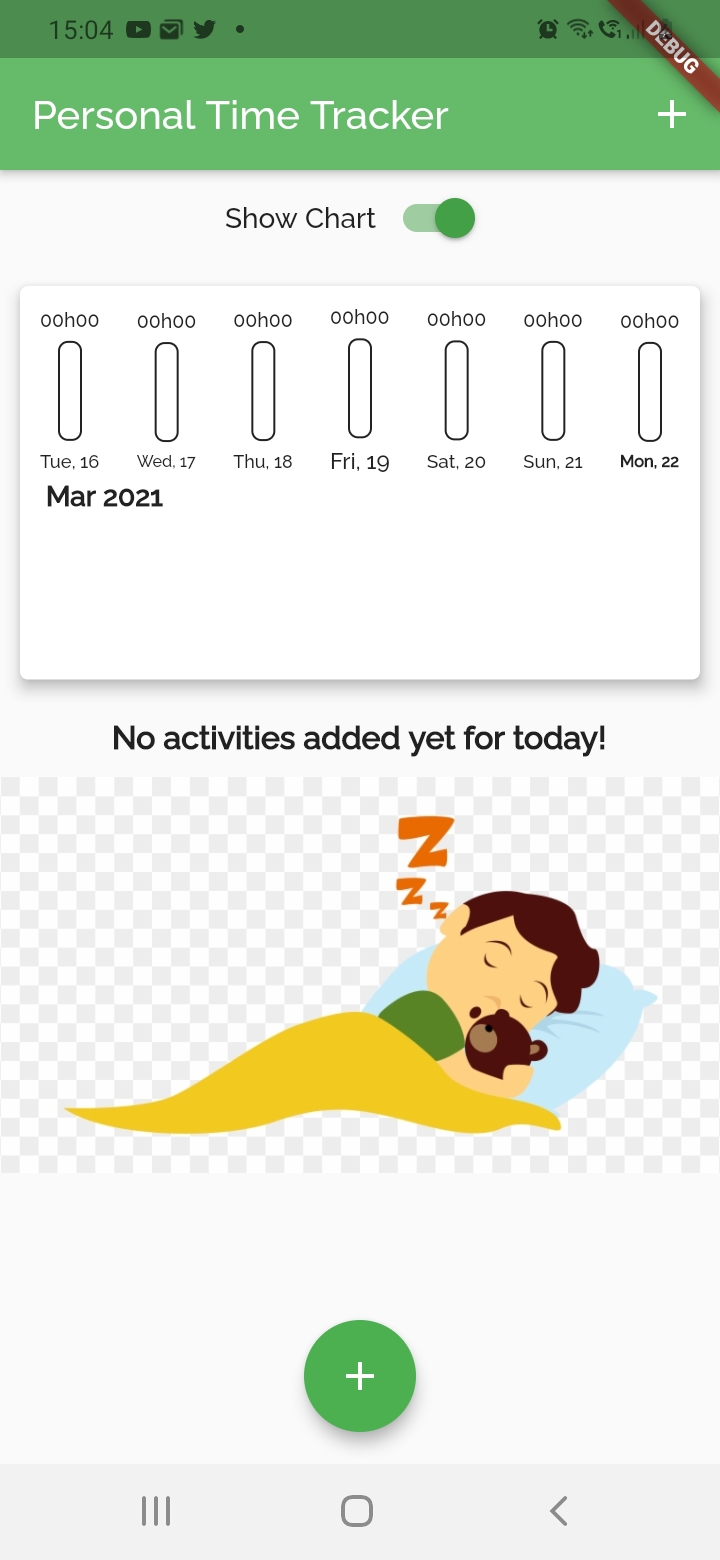 15:04
DEBUG
Personal Time Tracker
Show Chart
00h00 00h00 00h00 00h00 00h00 00h00 00h00
Tue, 16 Wed, 17 Thu, 18 Fri, 19 Sat, 20 Sun, 21 Mon, 22
Mar 2021
No activities added yet for today!
Z
Z
Z